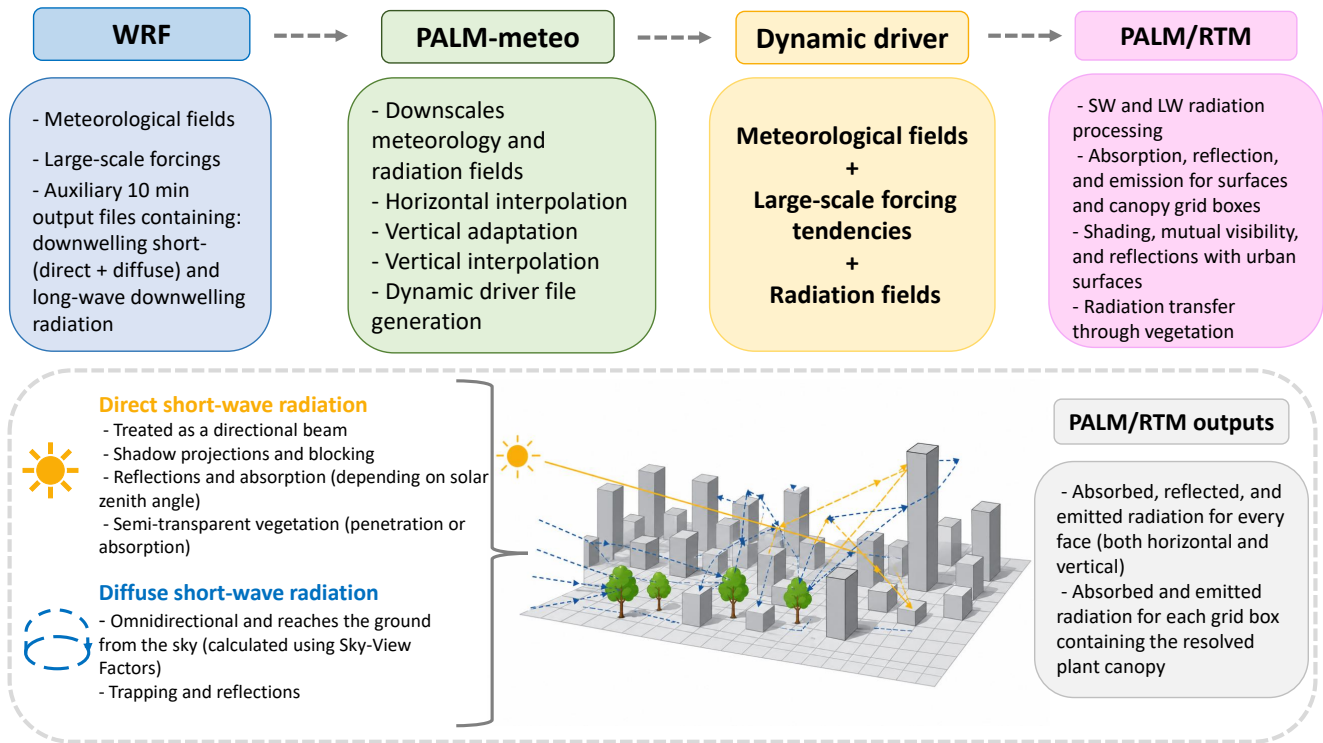 WRF
PALM-meteo
Dynamic driver
PALM/RTM
- Meteorological fields
- Large-scale forcings
- Auxiliary 10 min
output files containing:
downwelling short-
(direct + diffuse) and
long-wave downwelling
radiation
- Downscales
meteorology and
radiation fields
- Horizontal interpolation
- Vertical adaptation
- Vertical interpolation
- Dynamic driver file
generation
Meteorological fields
+
Large-scale forcing
tendencies
+
Radiation fields
- SW and LW radiation
processing
- Absorption, reflection,
and emission for surfaces
and canopy grid boxes
- Shading, mutual visibility,
and reflections with urban
surfaces
- Radiation transfer
through vegetation
Direct short-wave radiation
- Treated as a directional beam
- Shadow projections and blocking
- Reflections and absorption (depending on solar
zenith angle)
- Semi-transparent vegetation (penetration or
absorption)
Diffuse short-wave radiation
- Omnidirectional and reaches the ground
from the sky (calculated using Sky-View
Factors)
- Trapping and reflections
PALM/RTM outputs
- Absorbed, reflected, and
emitted radiation for every
face (both horizontal and
vertical)
- Absorbed and emitted
radiation for each grid box
containing the resolved
plant canopy